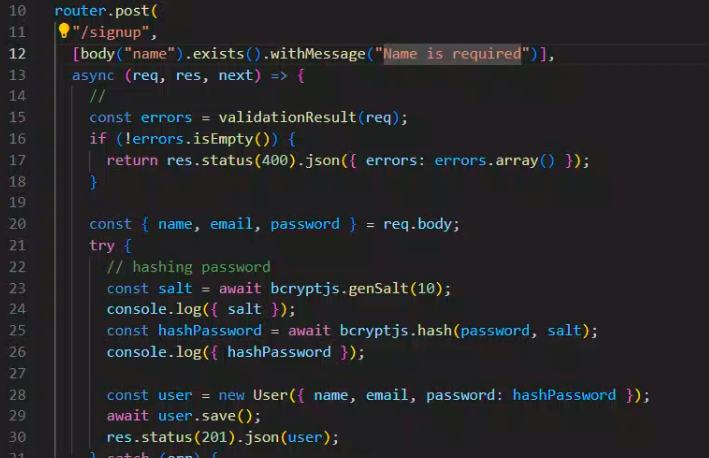 10 router.post(
11 "/signup",
12 [body("name").exists().withMessage("Name is required")],
13 async (req, res, next) => {
14 //
15 const errors = validationResult(req);
16 if (!errors.isEmpty()) {
17 return res.status(400).json({ errors: errors.array() });
18 }
19
20 const { name, email, password } = req.body;
21 try {
22 // hashing password
23 const salt = await bcryptjs.genSalt(10);
24 console.log({ salt });
25 const hashPassword = await bcryptjs.hash(password, salt);
26 console.log({ hashPassword });
27
28 const user = new User({ name, email, password: hashPassword });
29 await user.save();
30 res.status(201).json(user);
31 } catch (err) {